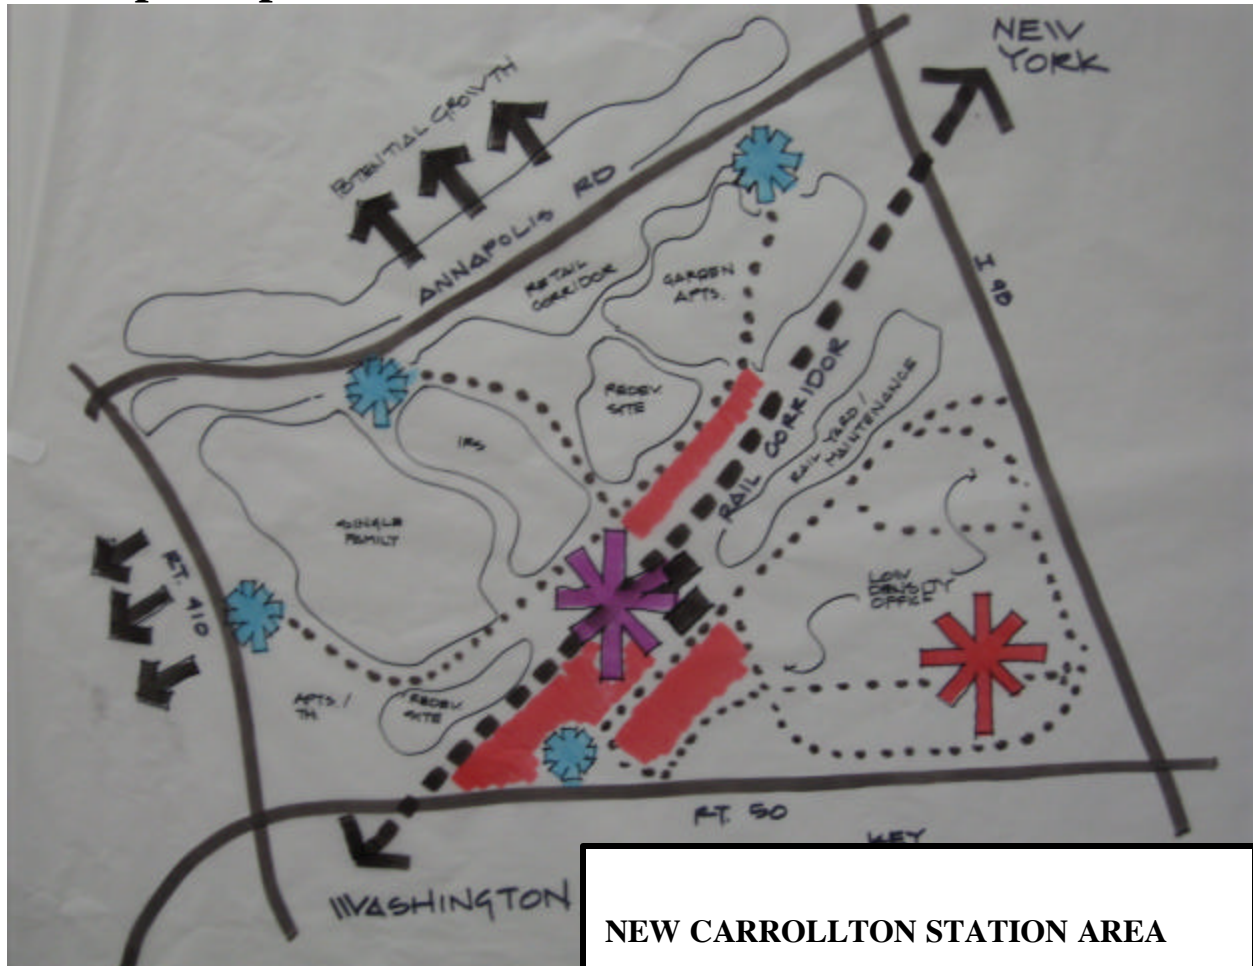 NEW
YORK
POTENTIAL GROWTH
ANNAPOLIS RD
RETAIL
CORRIDOR
GARDEN
APTS.
I 90
REDEV.
SITE
RAIL CORRIDOR
RAIL YARD/
MAINTENANCE
IRS
SINGLE
FAMILY
RT. 410
LOW
DENSITY
OFFICE
APTS./
TH.
REDEV.
SITE
RT. 50
KEY
WASHINGTON
NEW CARROLLTON STATION AREA